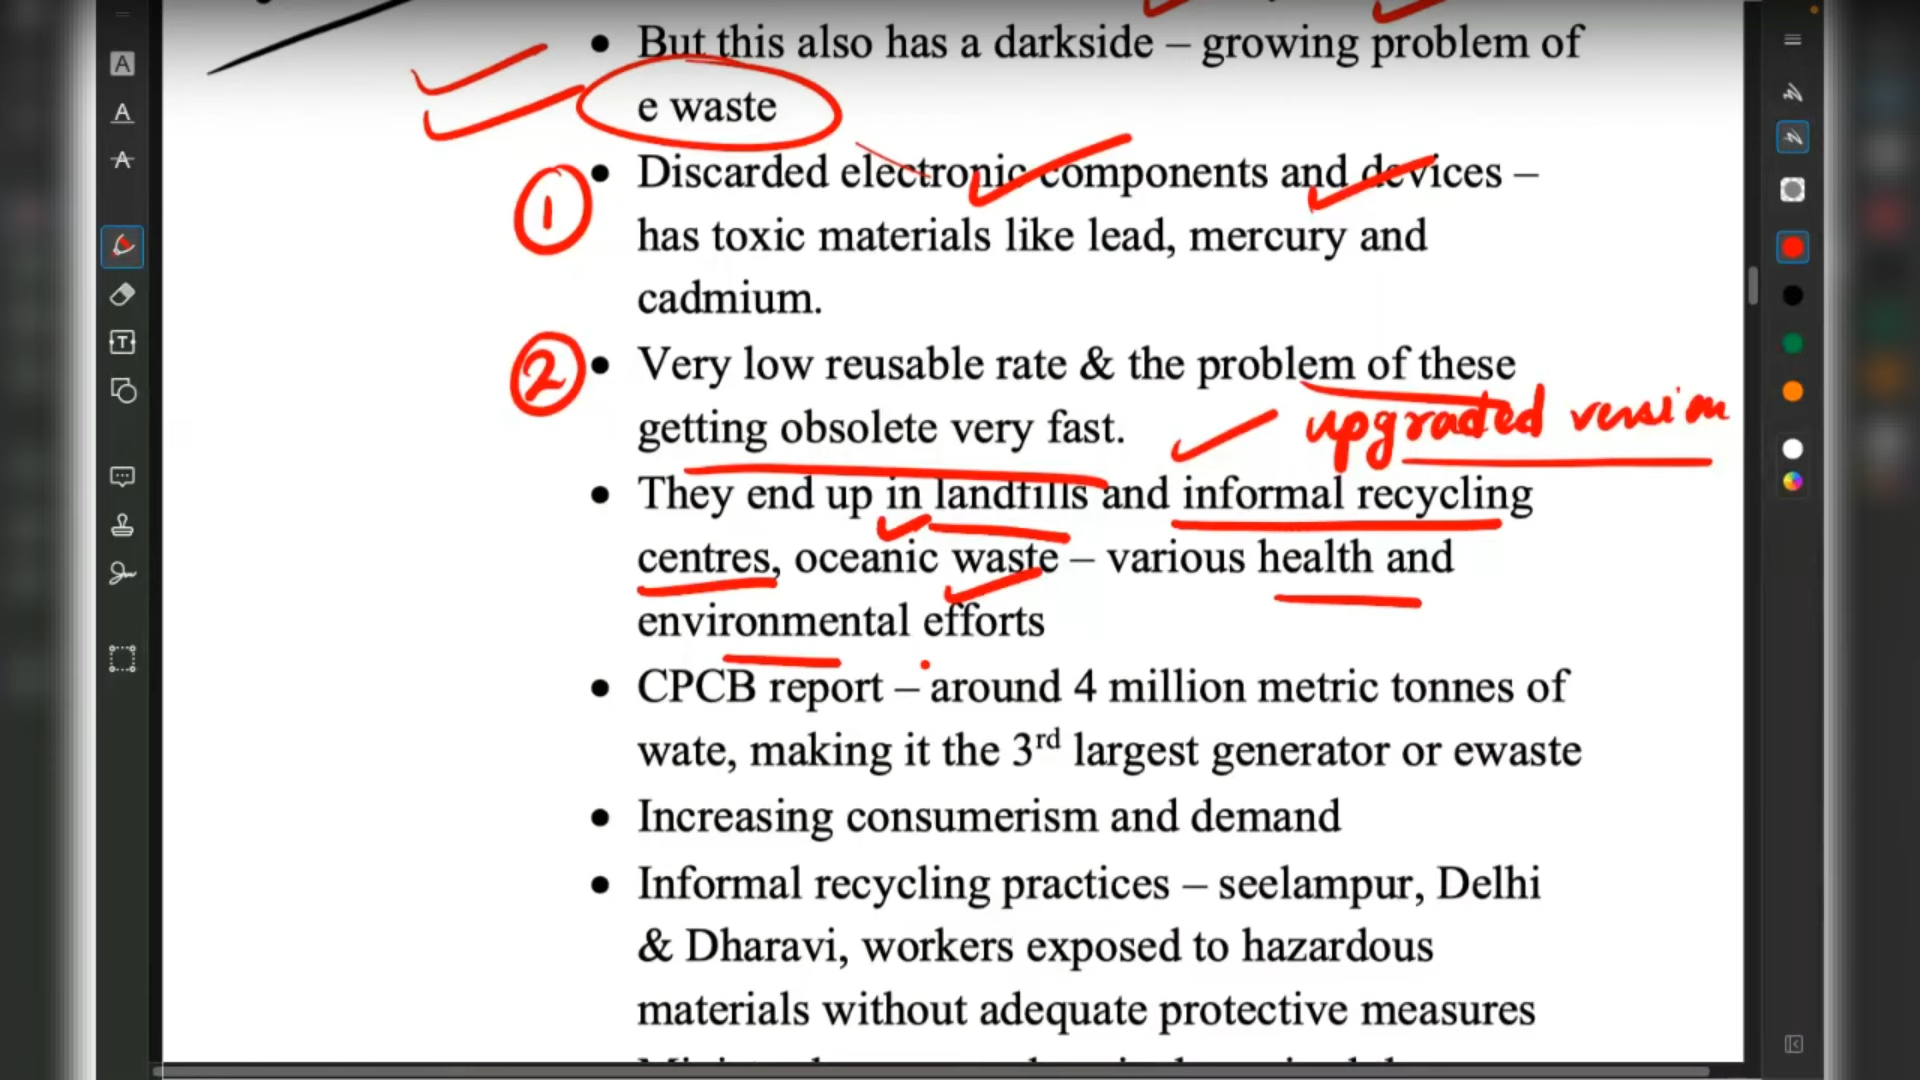 • But this also has a darkside – growing problem of
e waste
① • Discarded electronic components and devices –
has toxic materials like lead, mercury and
cadmium.
② • Very low reusable rate & the problem of these
getting obsolete very fast. upgraded version
• They end up in landfills and informal recycling
centres, oceanic waste – various health and
environmental efforts
• CPCB report – around 4 million metric tonnes of
wate, making it the 3rd largest generator or ewaste
• Increasing consumerism and demand
• Informal recycling practices – seelampur, Delhi
& Dharavi, workers exposed to hazardous
materials without adequate protective measures